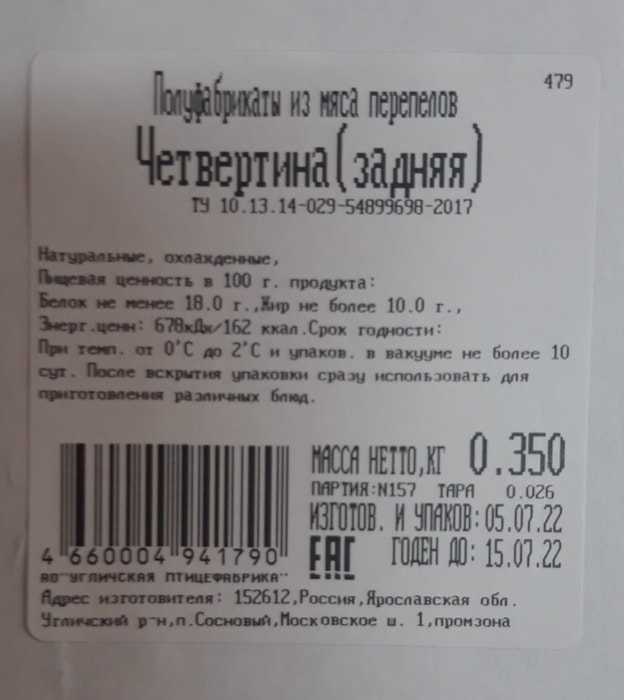 479
Полуфабрикаты из мяса перепелов
Четвертина(задняя)
ТУ 10.13.14-029-54899698-2017
Натуральные, охлажденные,
Пищевая ценность в 100 г. продукта:
Белок не менее 18.0 г.,Жир не более 10.0 г.,
Энерг.ценн: 678кДж/162 ккал.Срок годности:
При темп. от 0'С до 2'С и упаков. в вакууме не более 10
сут. После вскрытия упаковки сразу использовать для
приготовления различных блюд.
МАССА НЕТТО,КГ 0.350
ПАРТИЯ:N157 ТАРА 0.026
ИЗГОТОВ. И УПАКОВ:05.07.22
ЕАС ГОДЕН ДО: 15.07.22
4 660004 941790
АО"УГЛИЧСКАЯ ПТИЦЕФАБРИКА"
Адрес изготовителя: 152612,Россия,Ярославская обл.
Угличский р-н,п.Сосновый,Московское ш. 1,промзона